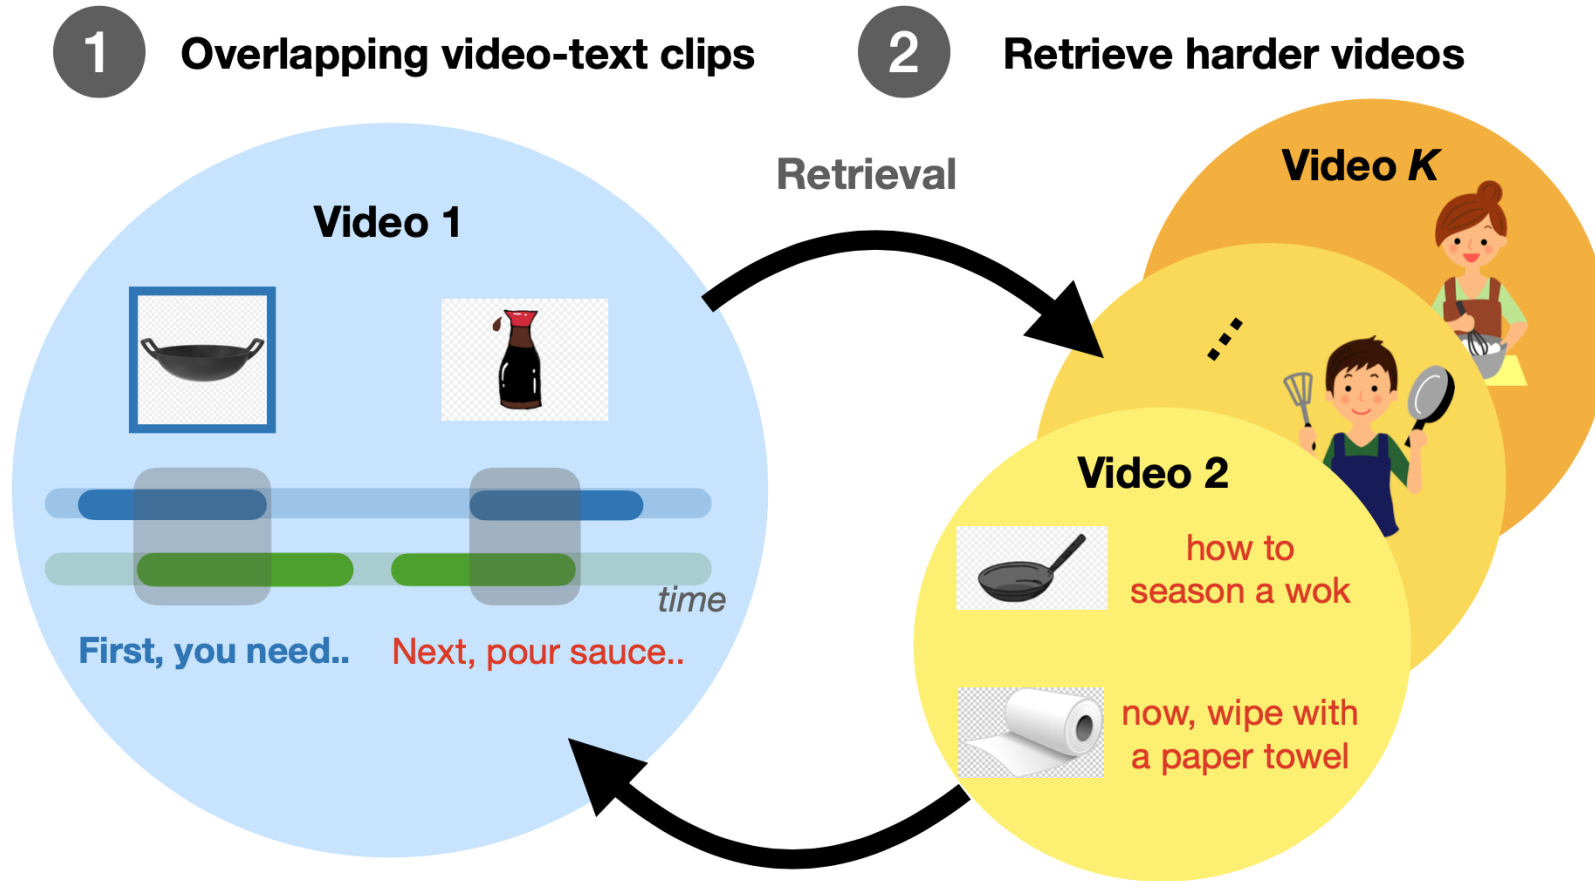 1 Overlapping video-text clips
2 Retrieve harder videos
Retrieval
Video 1
time
First, you need..
Next, pour sauce..
Video K
...
Video 2
how to
season a wok
now, wipe with
a paper towel